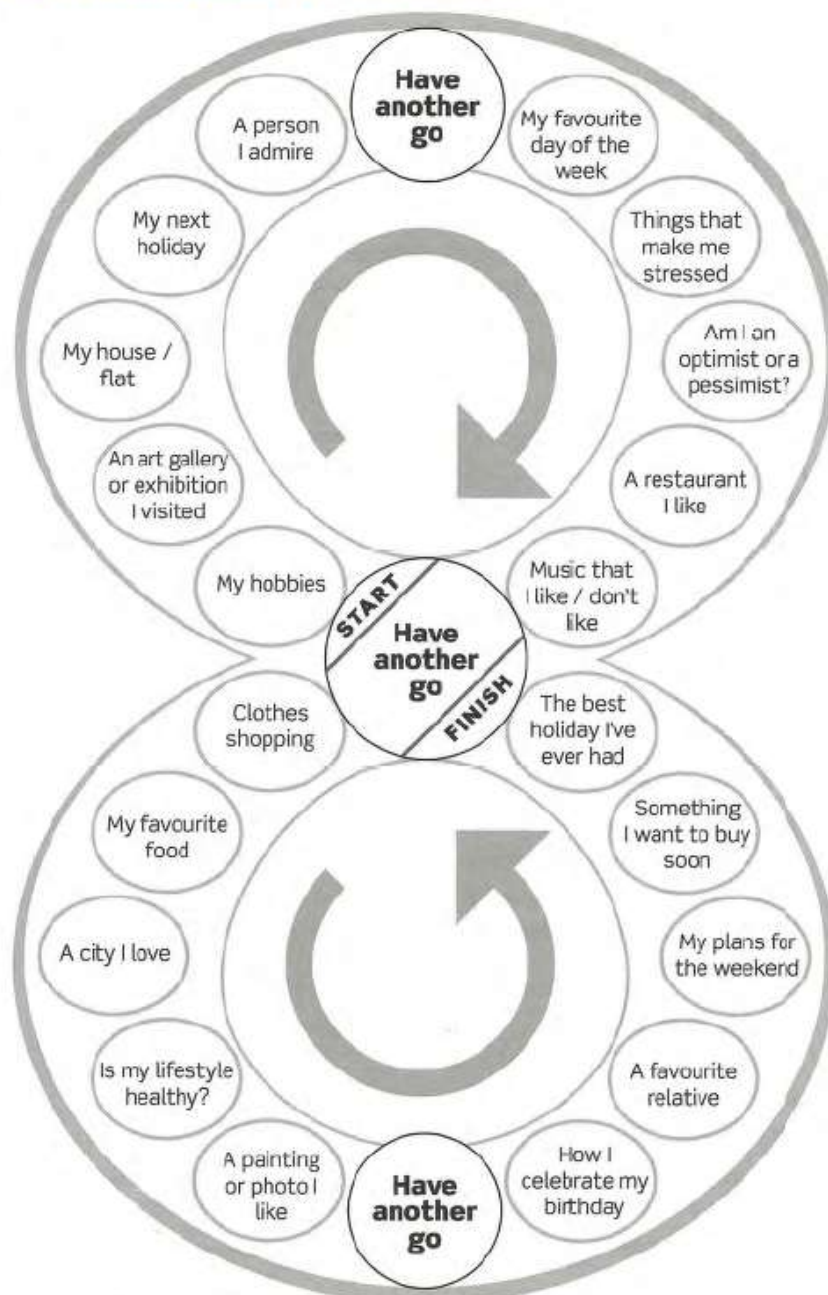 Have
another
go
My favourite
day of the
week
Things that
make me
stressed
Am I an
optimist or a
pessimist?
A restaurant
I like
Music that
I like / don't
like
A person
I admire
My next
holiday
My house /
flat
An art gallery
or exhibition
I visited
My hobbies
START
Have
another
go
FINISH
Clothes
shopping
My favourite
food
A city I love
Is my lifestyle
healthy?
A painting
or photo I
like
Have
another
go
How I
celebrate my
birthday
A favourite
relative
My plans for
the weekend
Something
I want to buy
soon
The best
holiday I've
ever had